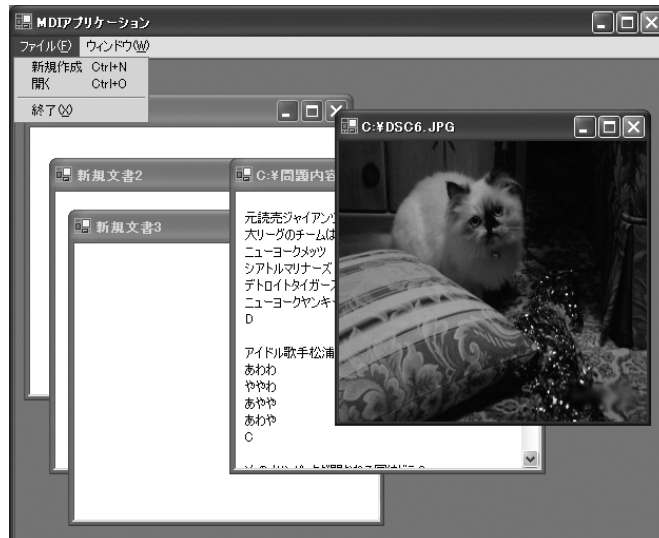 MDIアプリケーション
ファイル(F) ウィンドウ(W)
新規作成 Ctrl+N
開く Ctrl+O
終了(X)
新規文書2
新規文書3
C:¥問題内容
元読売ジャイアンツ
大リーグのチームは
ニューヨークメッツ
シアトルマリナーズ
デトロイトタイガース
ニューヨークヤンキー
D
アイドル歌手松浦
あわわ
ややわ
あやや
あわや
C
C:¥DSC6.JPG